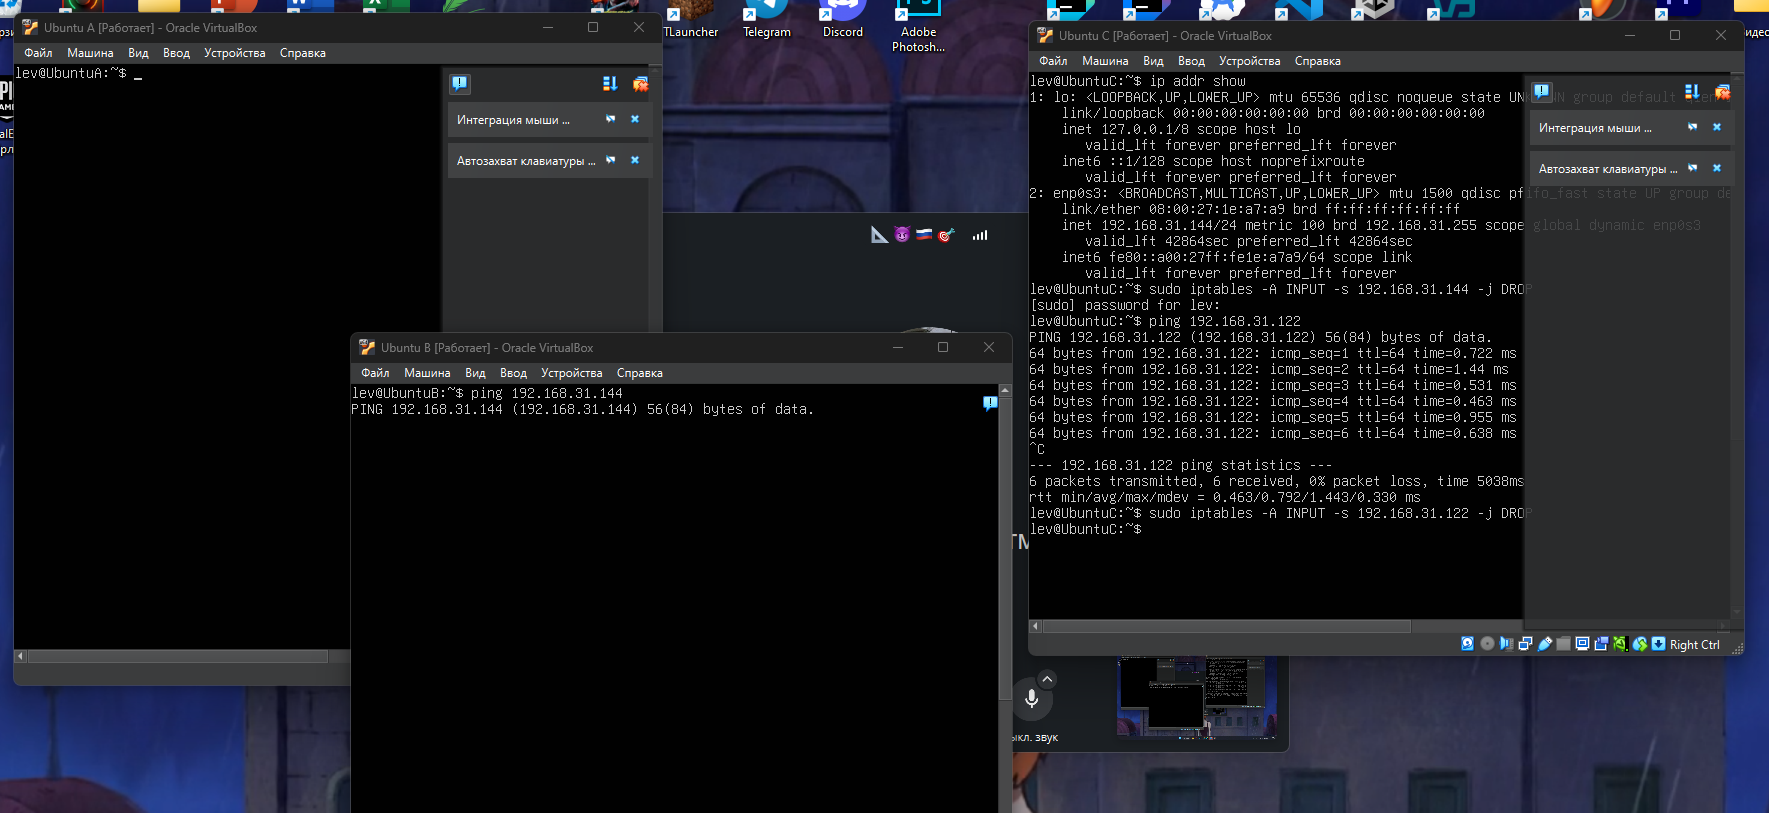 TLauncher
Telegram
Discord
Adobe
Photosh...
Ubuntu A [Работает] - Oracle VirtualBox
Файл Машина Вид Ввод Устройства Справка
lev@UbuntuA:~$ _
Интеграция мыши ...
Автозахват клавиатуры ...
Ubuntu B [Работает] - Oracle VirtualBox
Файл Машина Вид Ввод Устройства Справка
lev@UbuntuB:~$ ping 192.168.31.144
PING 192.168.31.144 (192.168.31.144) 56(84) bytes of data.
Ubuntu C [Работает] - Oracle VirtualBox
Файл Машина Вид Ввод Устройства Справка
lev@UbuntuC:~$ ip addr show
1: lo: <LOOPBACK,UP,LOWER_UP> mtu 65536 qdisc noqueue state UNKNOWN group default
link/loopback 00:00:00:00:00:00 brd 00:00:00:00:00:00
inet 127.0.0.1/8 scope host lo
valid_lft forever preferred_lft forever
inet6 ::1/128 scope host noprefixroute
valid_lft forever preferred_lft forever
2: enp0s3: <BROADCAST,MULTICAST,UP,LOWER_UP> mtu 1500 qdisc pfifo_fast state UP group de
link/ether 08:00:27:1e:a7:a9 brd ff:ff:ff:ff:ff:ff
inet 192.168.31.144/24 metric 100 brd 192.168.31.255 scope global dynamic enp0s3
valid_lft 42864sec preferred_lft 42864sec
inet6 fe80::a00:27ff:fe1e:a7a9/64 scope link
valid_lft forever preferred_lft forever
lev@UbuntuC:~$ sudo iptables -A INPUT -s 192.168.31.144 -j DROP
[sudo] password for lev:
lev@UbuntuC:~$ ping 192.168.31.122
PING 192.168.31.122 (192.168.31.122) 56(84) bytes of data.
64 bytes from 192.168.31.122: icmp_seq=1 ttl=64 time=0.722 ms
64 bytes from 192.168.31.122: icmp_seq=2 ttl=64 time=1.44 ms
64 bytes from 192.168.31.122: icmp_seq=3 ttl=64 time=0.531 ms
64 bytes from 192.168.31.122: icmp_seq=4 ttl=64 time=0.463 ms
64 bytes from 192.168.31.122: icmp_seq=5 ttl=64 time=0.955 ms
64 bytes from 192.168.31.122: icmp_seq=6 ttl=64 time=0.638 ms
^C
--- 192.168.31.122 ping statistics ---
6 packets transmitted, 6 received, 0% packet loss, time 5038ms
rtt min/avg/max/mdev = 0.463/0.792/1.443/0.330 ms
lev@UbuntuC:~$ sudo iptables -A INPUT -s 192.168.31.122 -j DROP
lev@UbuntuC:~$
Интеграция мыши ...
Автозахват клавиатуры ...
Right Ctrl
ыкл. звук